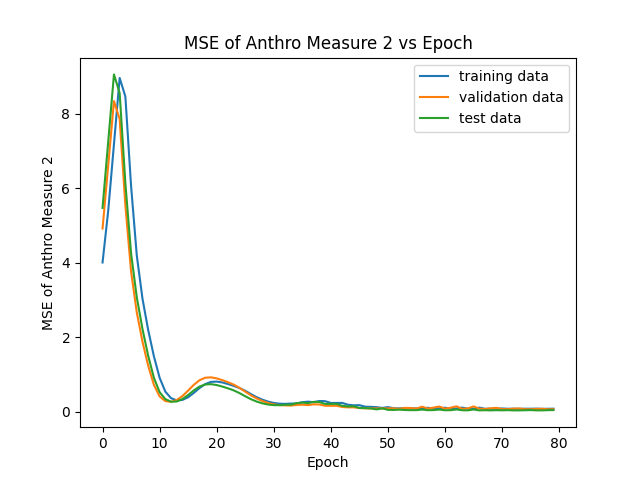 MSE of Anthro Measure 2 vs Epoch
training data
validation data
test data
MSE of Anthro Measure 2
8
6
4
2
0
0 10 20 30 40 50 60 70 80
Epoch